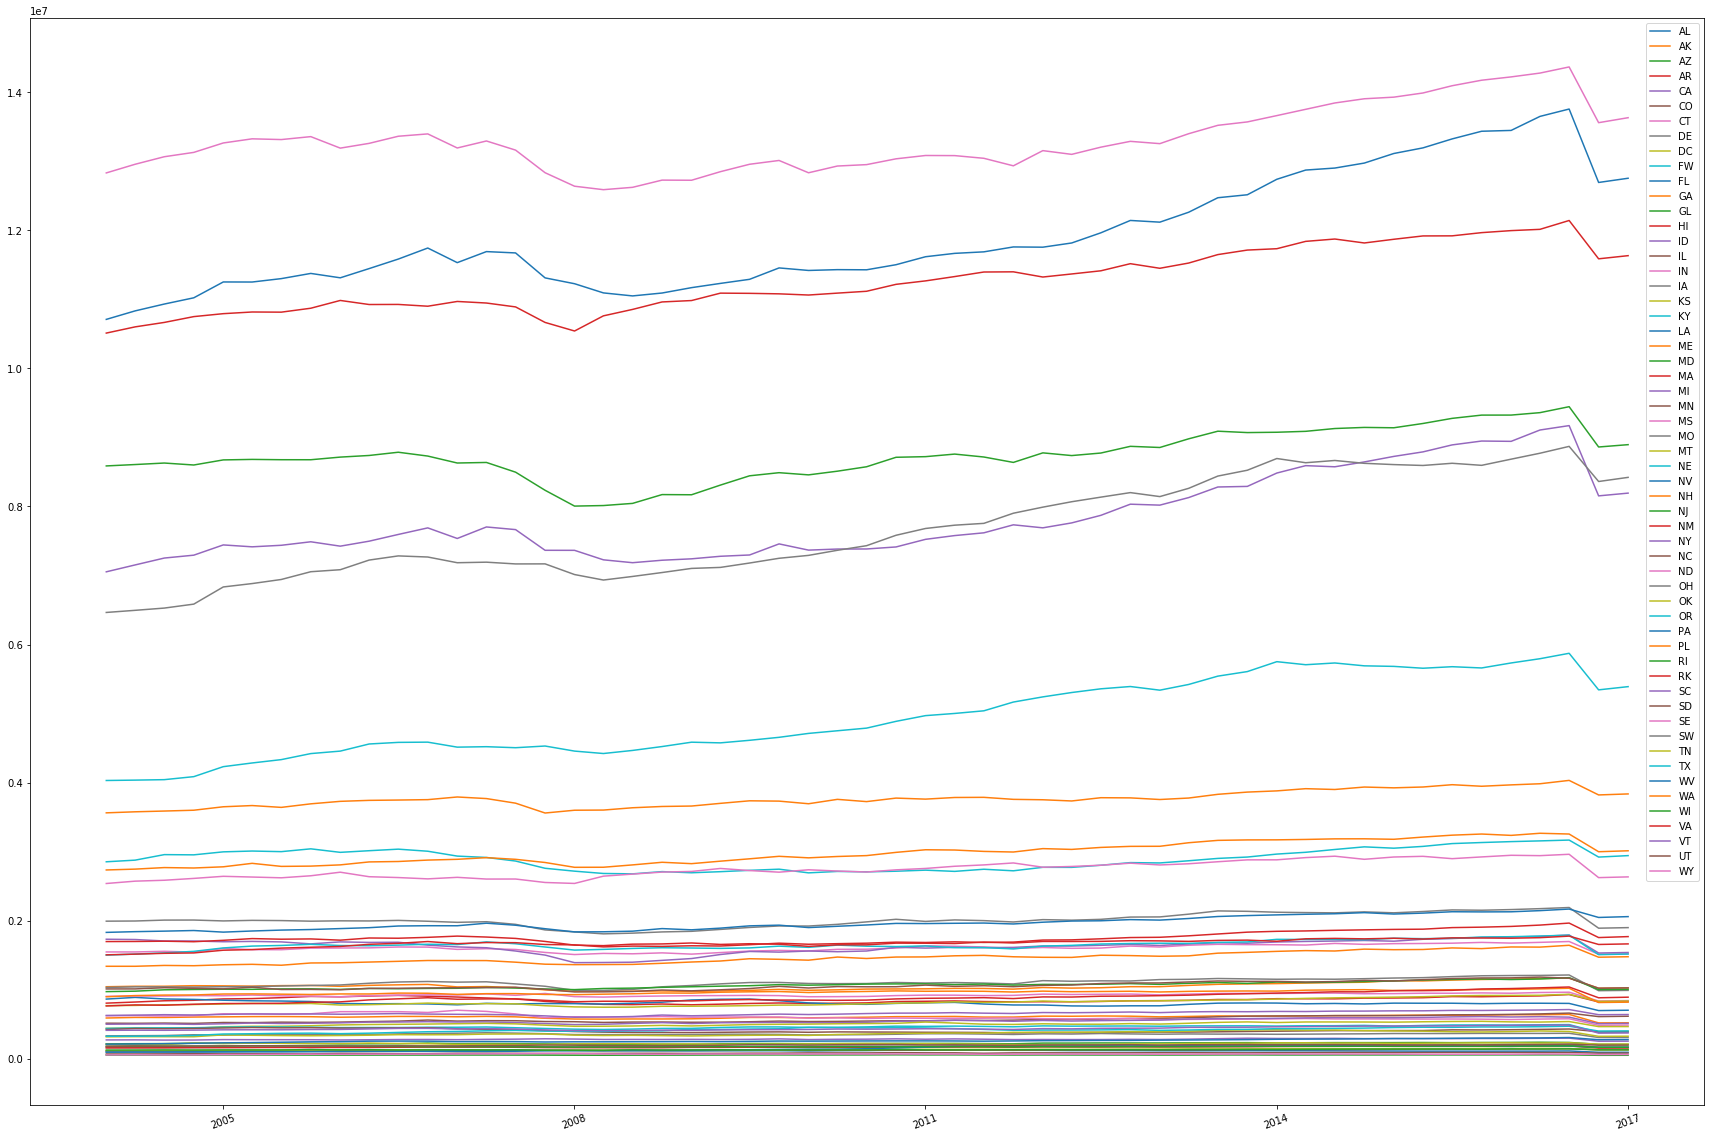 1e7
1.4
1.2
1.0
0.8
0.6
0.4
0.2
0.0
2005
2008
2011
2014
2017
AL
AK
AZ
AR
CA
CO
CT
DE
DC
FW
FL
GA
GL
HI
ID
IL
IN
IA
KS
KY
LA
ME
MD
MA
MI
MN
MS
MO
MT
NE
NV
NH
NJ
NM
NY
NC
ND
OH
OK
OR
PA
PL
RI
RK
SC
SD
SE
SW
TN
TX
WV
WA
WI
VA
VT
UT
WY